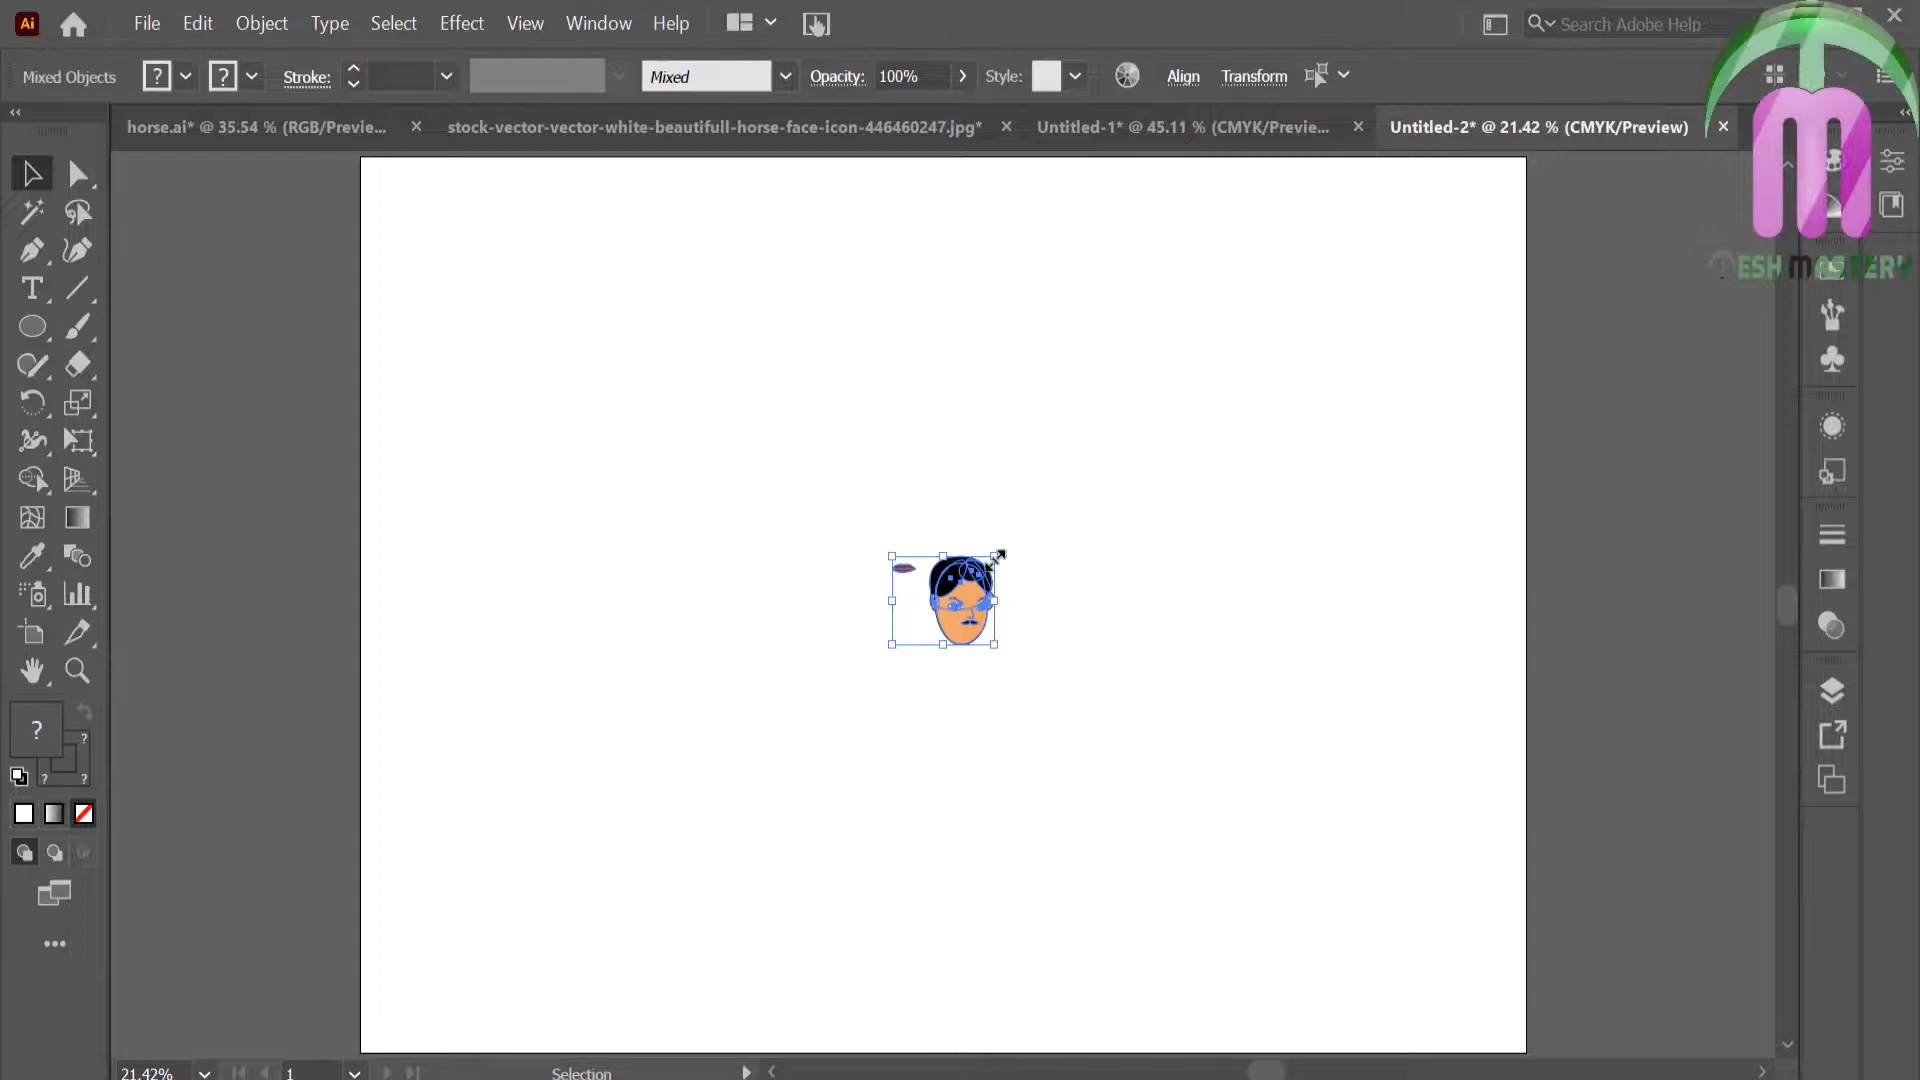 Ai
File Edit Object Type Select Effect View Window Help
Search Adobe Help
Mixed Objects ? ? Stroke: Mixed Opacity: 100% Style: Align Transform
horse.ai* @ 35.54 % (RGB/Previe... × stock-vector-vector-white-beautifull-horse-face-icon-446460247.jpg* × Untitled-1* @ 45.11 % (CMYK/Previe... × Untitled-2* @ 21.42 % (CMYK/Preview) ×
TESH MASTERY
?
?
? ?
21.42% 1 Selection